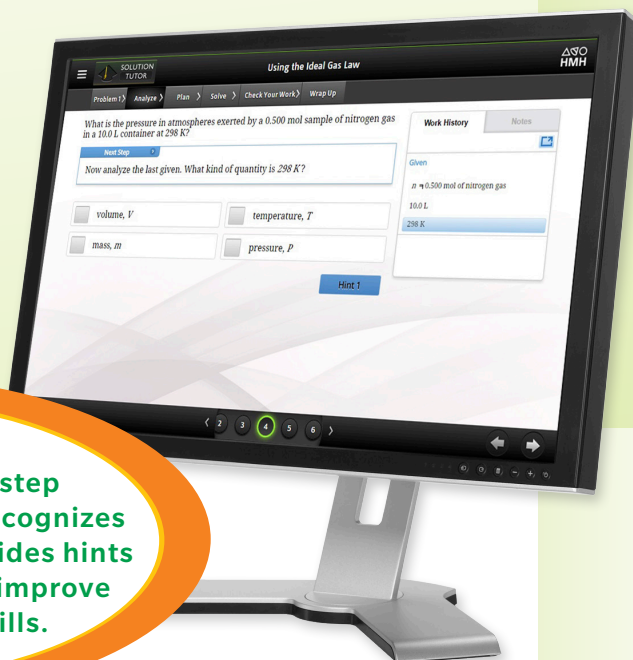 SOLUTION
TUTOR
Using the Ideal Gas Law
HMH
Problem 1 Analyze Plan Solve Check Your Work Wrap Up
What is the pressure in atmospheres exerted by a 0.500 mol sample of nitrogen gas
in a 10.0 L container at 298 K?
Next Step
Now analyze the last given. What kind of quantity is 298 K?
volume, V
temperature, T
mass, m
pressure, P
Hint 1
Work History Notes
Given
n = 0.500 mol of nitrogen gas
10.0 L
298 K
2 3 4 5 6
step
cognizes
ides hints
improve
ills.